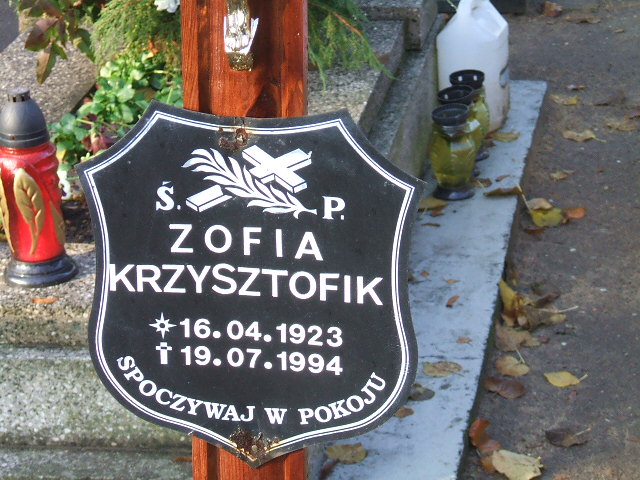 Ś. P.
ZOFIA
KRZYSZTOFIK
16.04.1923
19.07.1994
SPOCZYWAJ W POKOJU